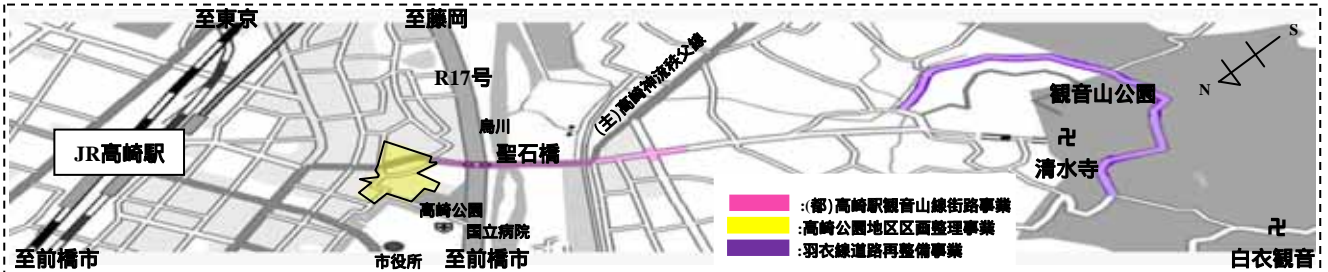 至東京
至藤岡
S
R17号
(主)高崎神流秩父線
N
観音山公園
烏川
JR高崎駅
聖石橋
清水寺
高崎公園
国立病院
:(都)高崎駅観音山線街路事業
:高崎公園地区区画整理事業
:羽衣線道路再整備事業
至前橋市
市役所
至前橋市
白衣観音